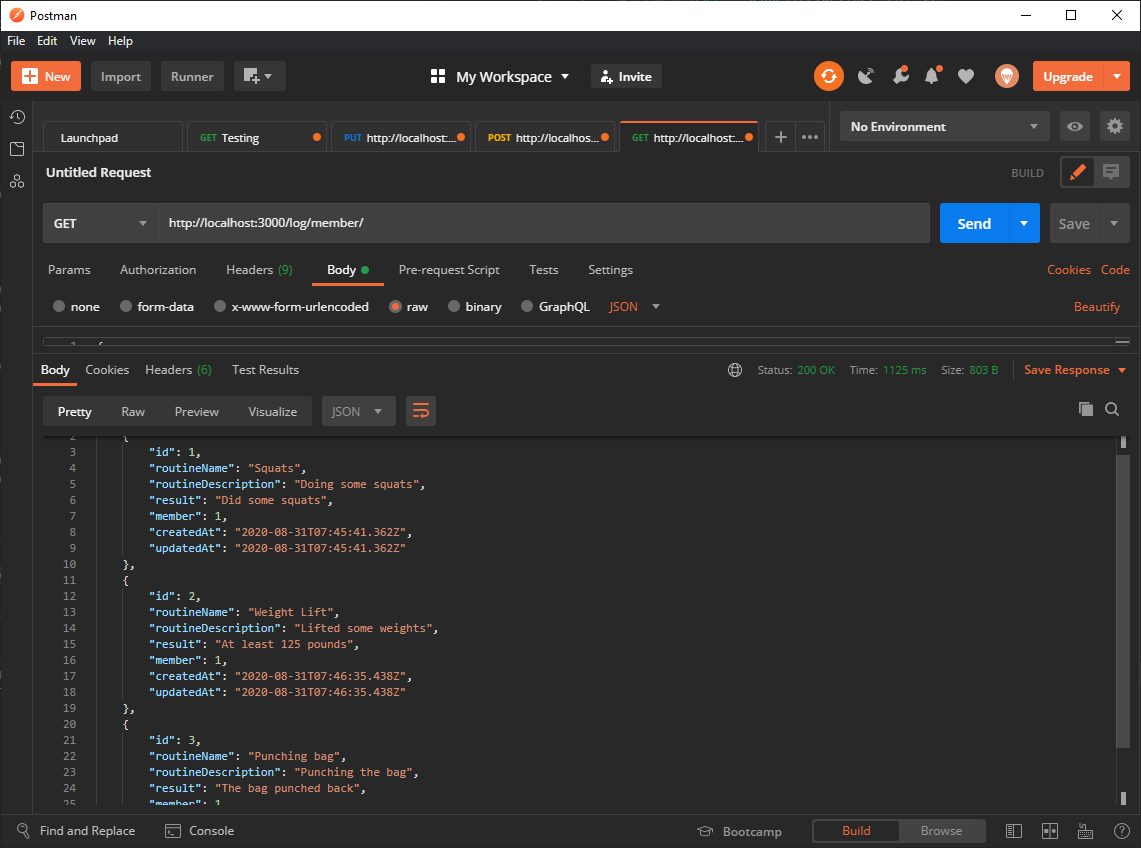 Postman
File Edit View Help
New Import Runner My Workspace Invite Upgrade
Launchpad GET Testing PUT http://localhost:... POST http://localhos... GET http://localhost:... + ••• No Environment
Untitled Request BUILD
GET http://localhost:3000/log/member/ Send Save
Params Authorization Headers (9) Body Pre-request Script Tests Settings Cookies Code
none form-data x-www-form-urlencoded raw binary GraphQL JSON Beautify
Body Cookies Headers (6) Test Results Status: 200 OK Time: 1125 ms Size: 803 B Save Response
Pretty Raw Preview Visualize JSON
2 {
3 "id": 1,
4 "routineName": "Squats",
5 "routineDescription": "Doing some squats",
6 "result": "Did some squats",
7 "member": 1,
8 "createdAt": "2020-08-31T07:45:41.362Z",
9 "updatedAt": "2020-08-31T07:45:41.362Z"
10 },
11 {
12 "id": 2,
13 "routineName": "Weight Lift",
14 "routineDescription": "Lifted some weights",
15 "result": "At least 125 pounds",
16 "member": 1,
17 "createdAt": "2020-08-31T07:46:35.438Z",
18 "updatedAt": "2020-08-31T07:46:35.438Z"
19 },
20 {
21 "id": 3,
22 "routineName": "Punching bag",
23 "routineDescription": "Punching the bag",
24 "result": "The bag punched back",
25 "member": 1
Find and Replace Console Bootcamp Build Browse